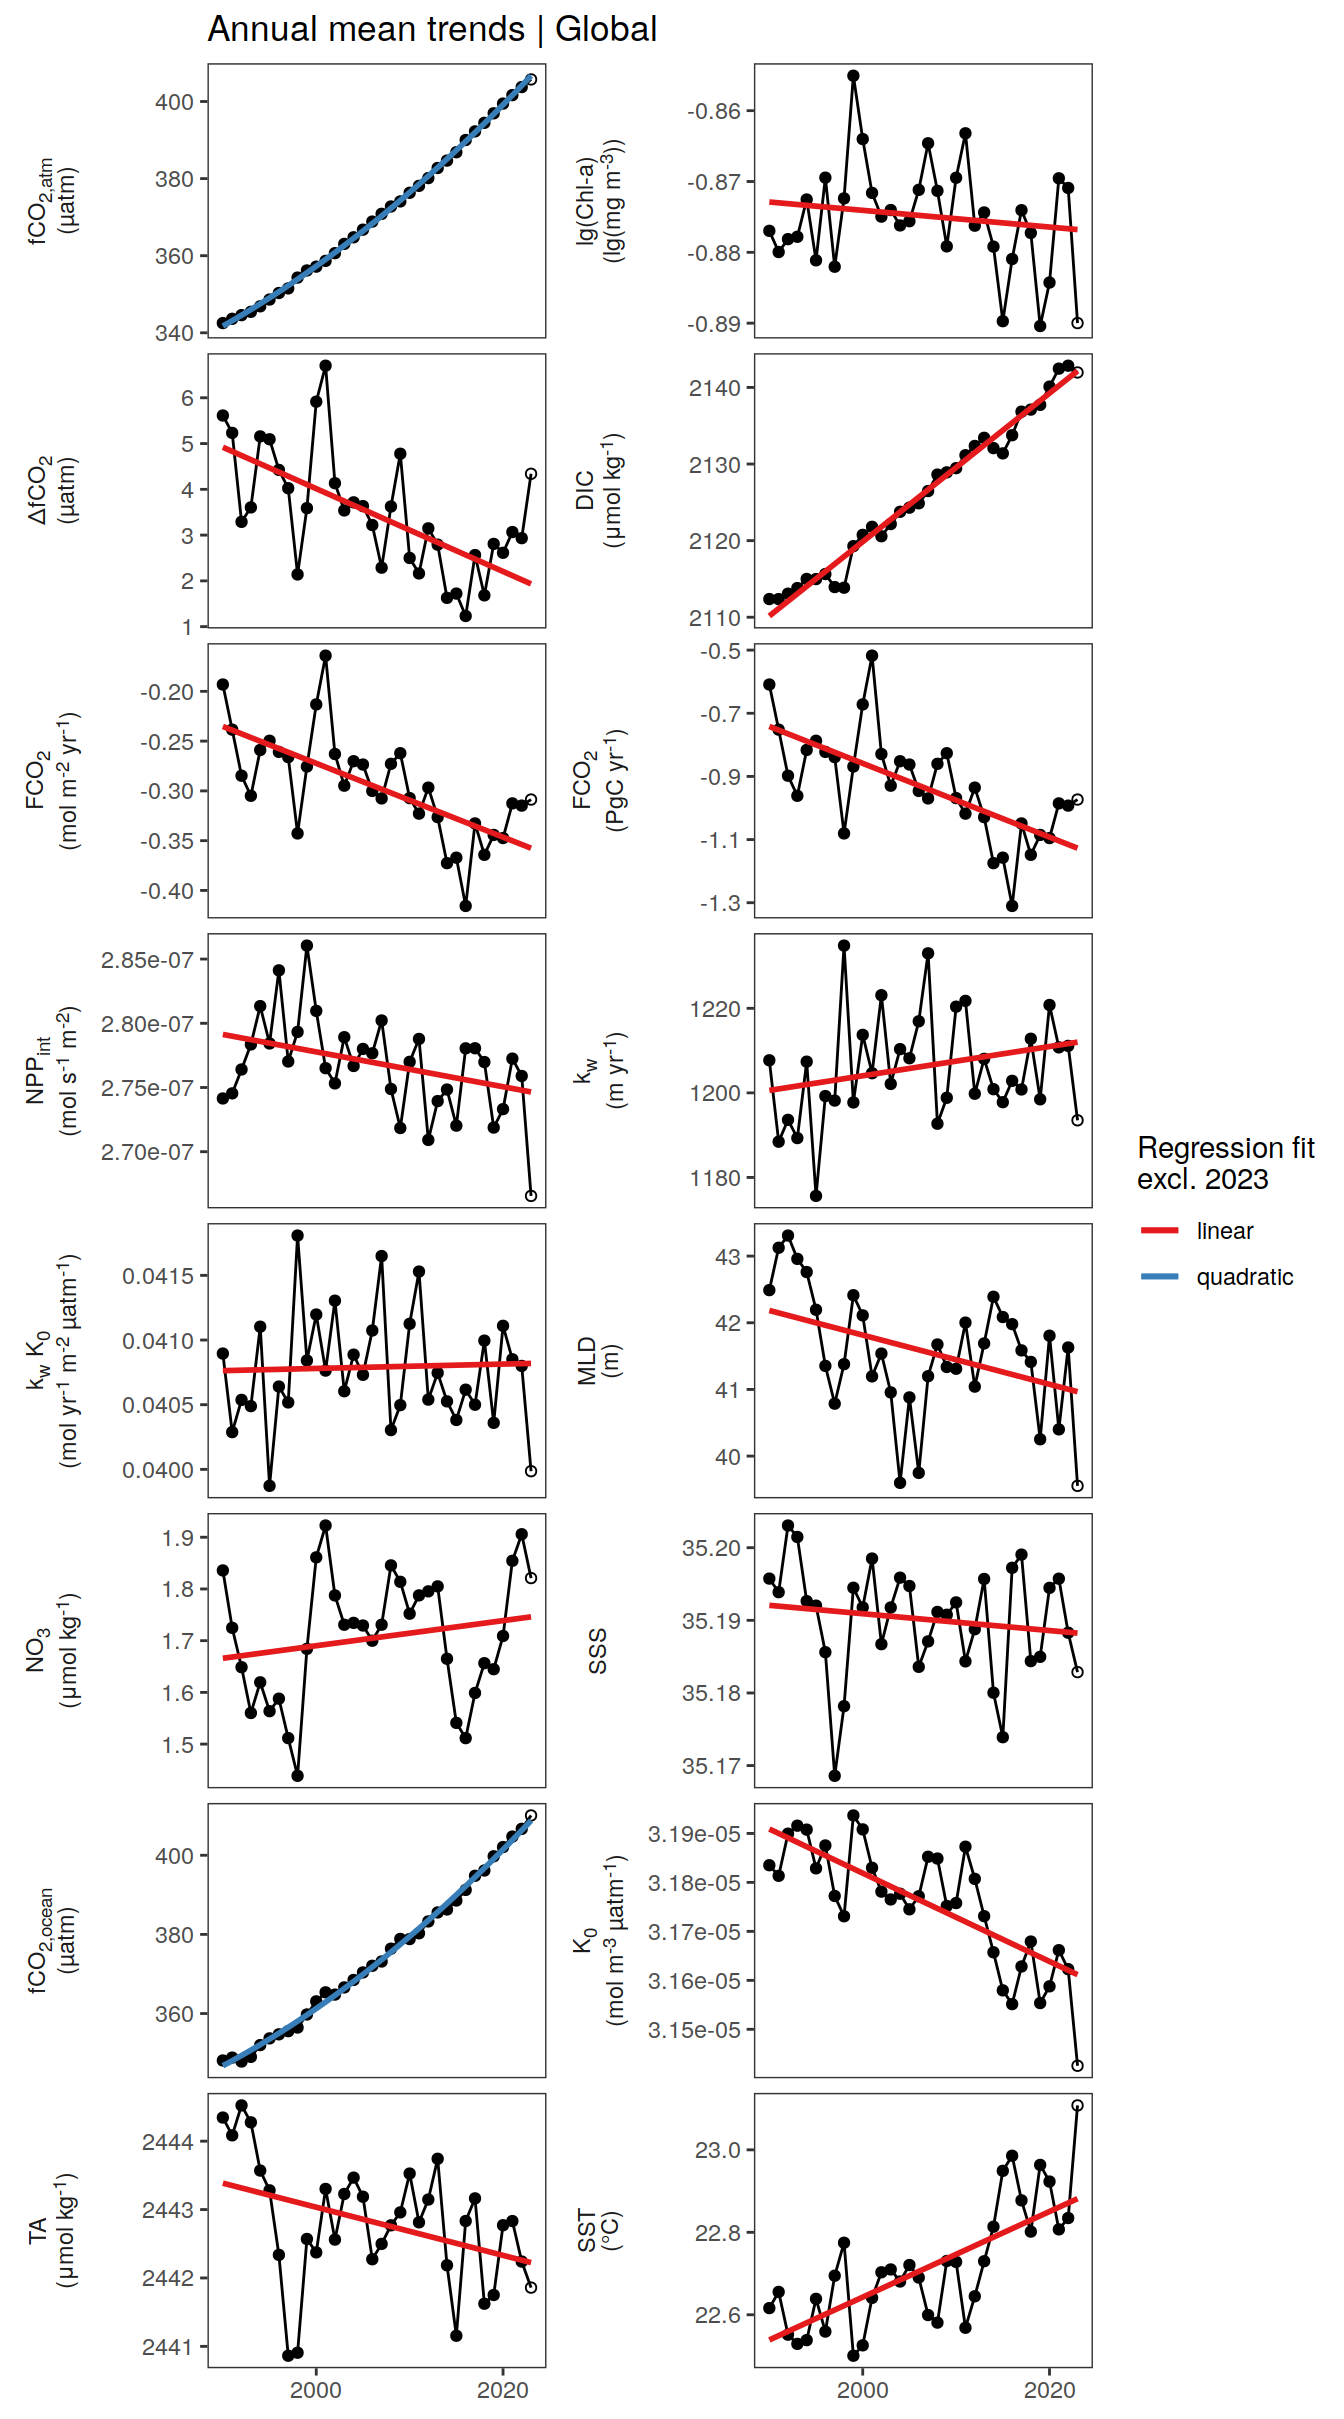 Annual mean trends | Global
fCO2,atm
(µatm)
400
380
360
340
lg(Chl-a)
(lg(mg m-3))
-0.86
-0.87
-0.88
-0.89
ΔfCO2
(µatm)
6
5
4
3
2
1
DIC
(µmol kg-1)
2140
2130
2120
2110
FCO2
(mol m-2 yr-1)
-0.20
-0.25
-0.30
-0.35
-0.40
FCO2
(PgC yr-1)
-0.5
-0.7
-0.9
-1.1
-1.3
NPPint
(mol s-1 m-2)
2.85e-07
2.80e-07
2.75e-07
2.70e-07
kw
(m yr-1)
1220
1200
1180
kw K0
(mol yr-1 m-2 µatm-1)
0.0415
0.0410
0.0405
0.0400
MLD
(m)
43
42
41
40
NO3
(µmol kg-1)
1.9
1.8
1.7
1.6
1.5
SSS
35.20
35.19
35.18
35.17
fCO2,ocean
(µatm)
400
380
360
K0
(mol m-3 µatm-1)
3.19e-05
3.18e-05
3.17e-05
3.16e-05
3.15e-05
TA
(µmol kg-1)
2444
2443
2442
2441
SST
(°C)
23.0
22.8
22.6
2000
2020
2000
2020
Regression fit
excl. 2023
linear
quadratic